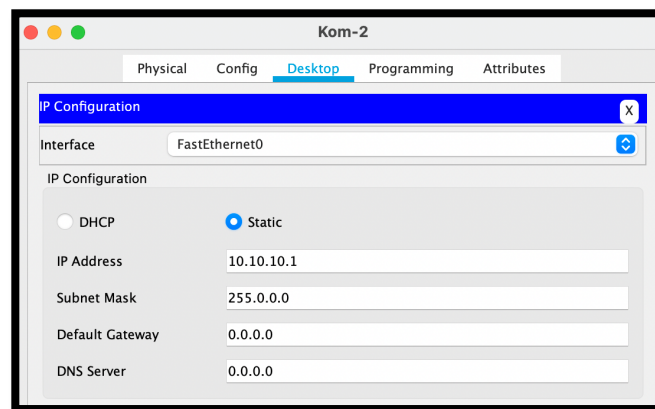 Kom-2
Physical Config Desktop Programming Attributes
IP Configuration X
Interface FastEthernet0
IP Configuration
DHCP Static
IP Address 10.10.10.1
Subnet Mask 255.0.0.0
Default Gateway 0.0.0.0
DNS Server 0.0.0.0